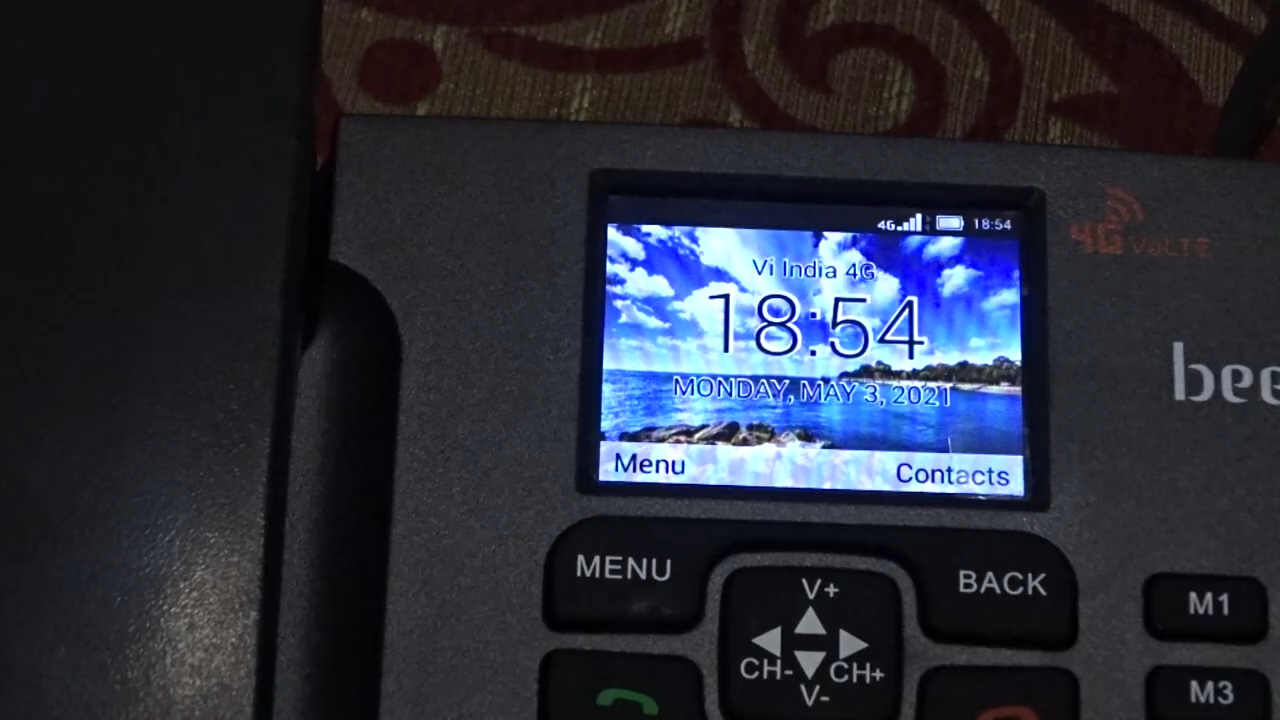 4G 18:54
4G VoLTE
Vi India 4G
18:54
MONDAY, MAY 3, 2021
bee
Menu Contacts
MENU
V+
BACK
M1
CH- CH+
V-
M3